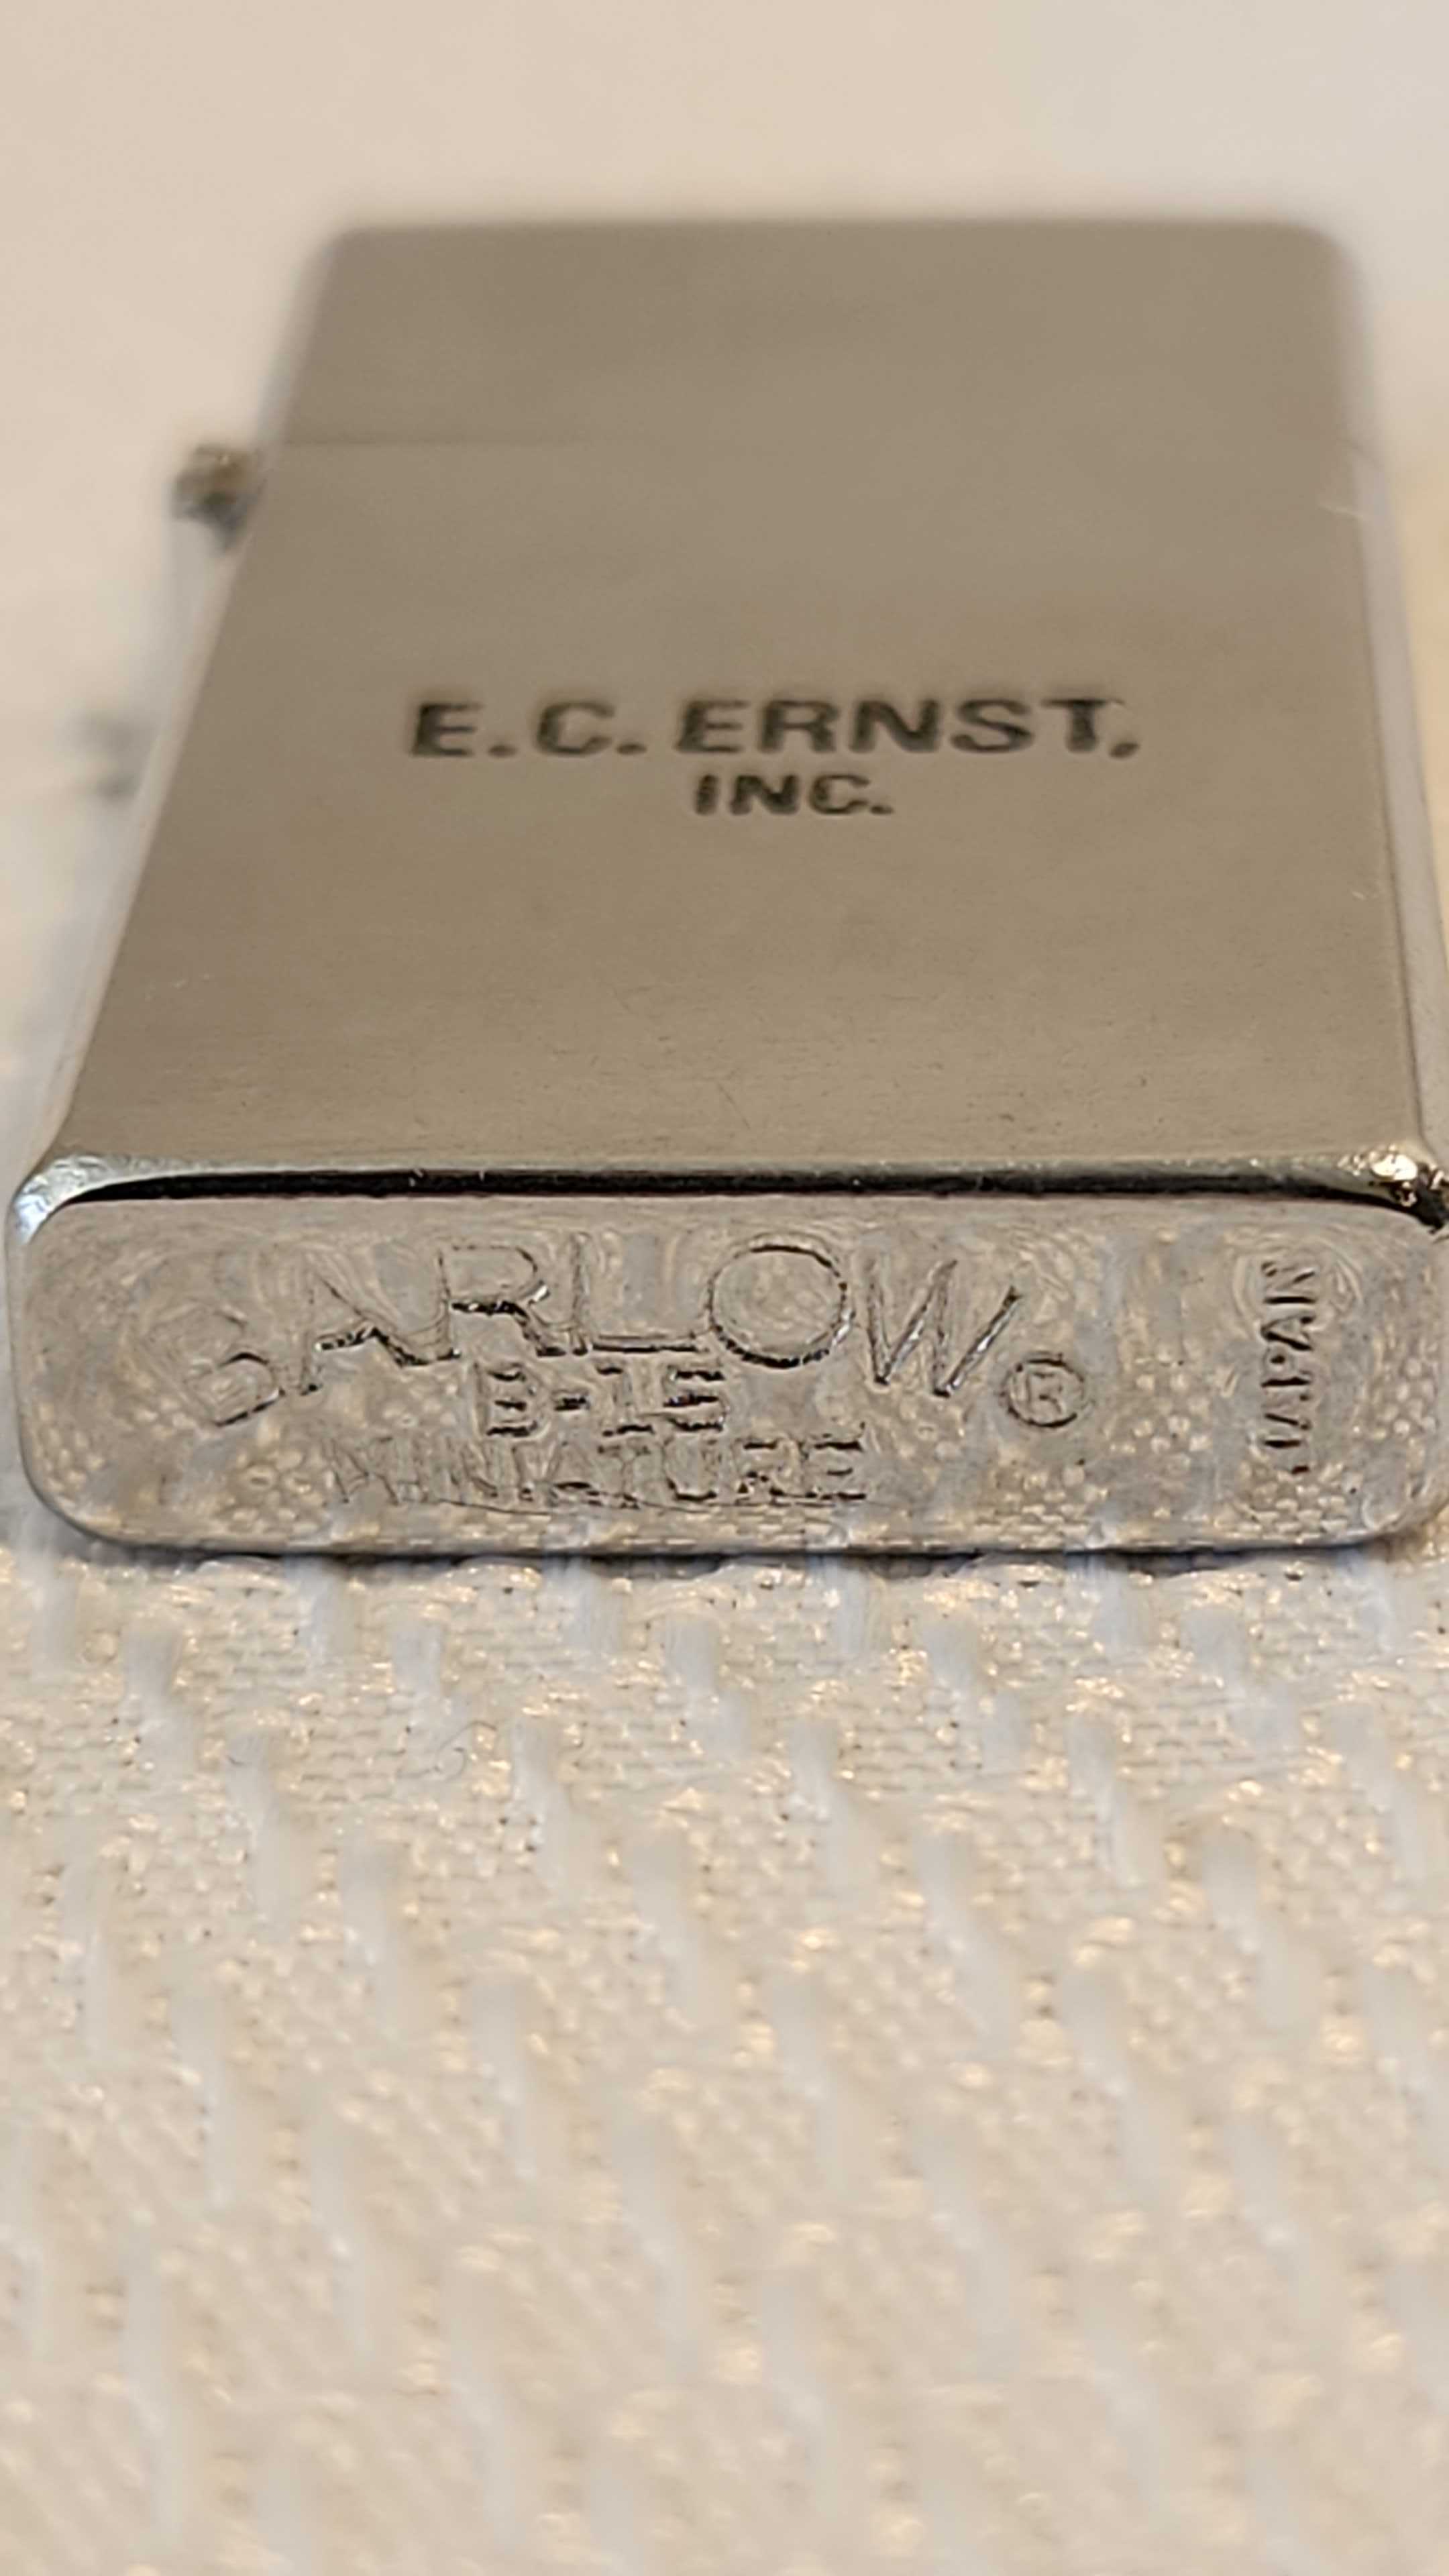 E.C. ERNST,
INC.
BARLOW®
B-15
MINIATURE
JAPAN